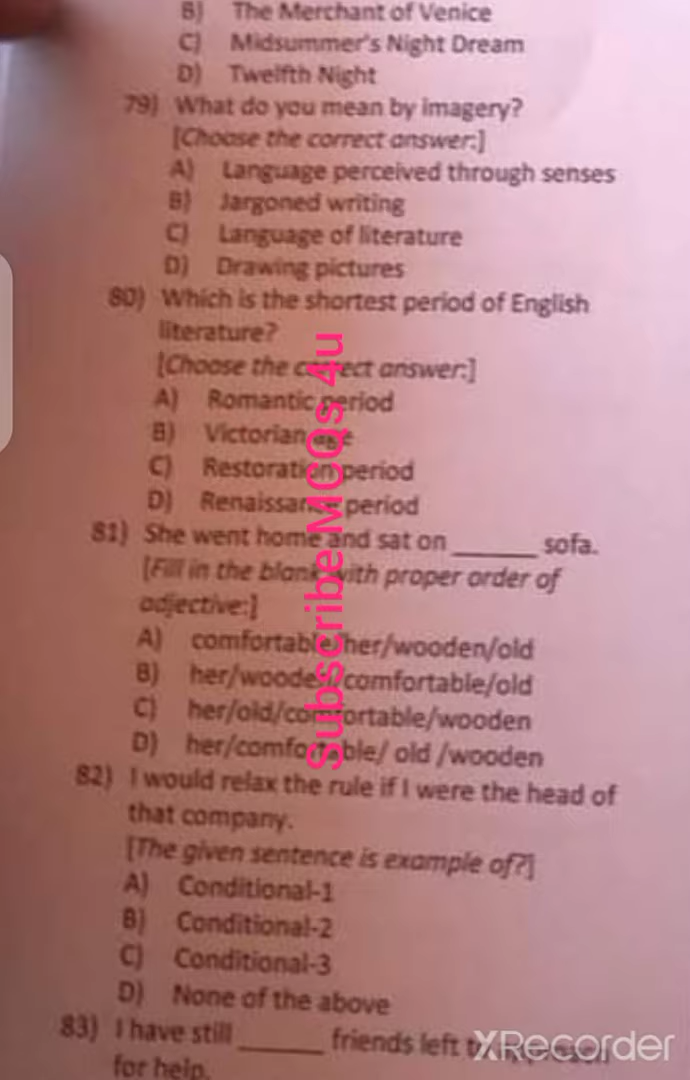 B) The Merchant of Venice
C) Midsummer's Night Dream
D) Twelfth Night
79) What do you mean by imagery?
[Choose the correct answer:]
A) Language perceived through senses
B) Jargoned writing
C) Language of literature
D) Drawing pictures
80) Which is the shortest period of English
literature?
[Choose the correct answer:]
A) Romantic period
B) Victorian age
C) Restoration period
D) Renaissance period
81) She went home and sat on ______ sofa.
[Fill in the blank with proper order of
adjective:]
A) comfortable/her/wooden/old
B) her/wooden/comfortable/old
C) her/old/comfortable/wooden
D) her/comfortable/ old /wooden
82) I would relax the rule if I were the head of
that company.
[The given sentence is example of?]
A) Conditional-1
B) Conditional-2
C) Conditional-3
D) None of the above
83) I have still ______ friends left
for help.
SubscribeMCQs 4u
XRecorder